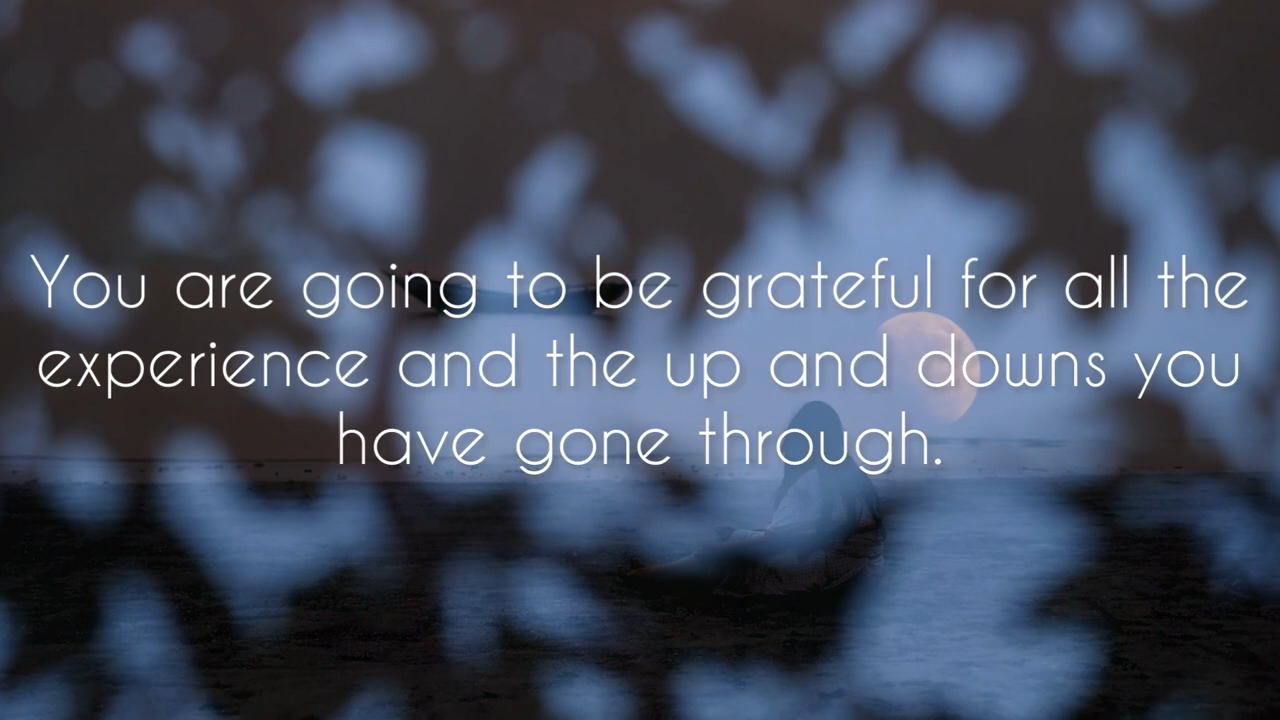 You are going to be grateful for all the
experience and the up and downs you
have gone through.